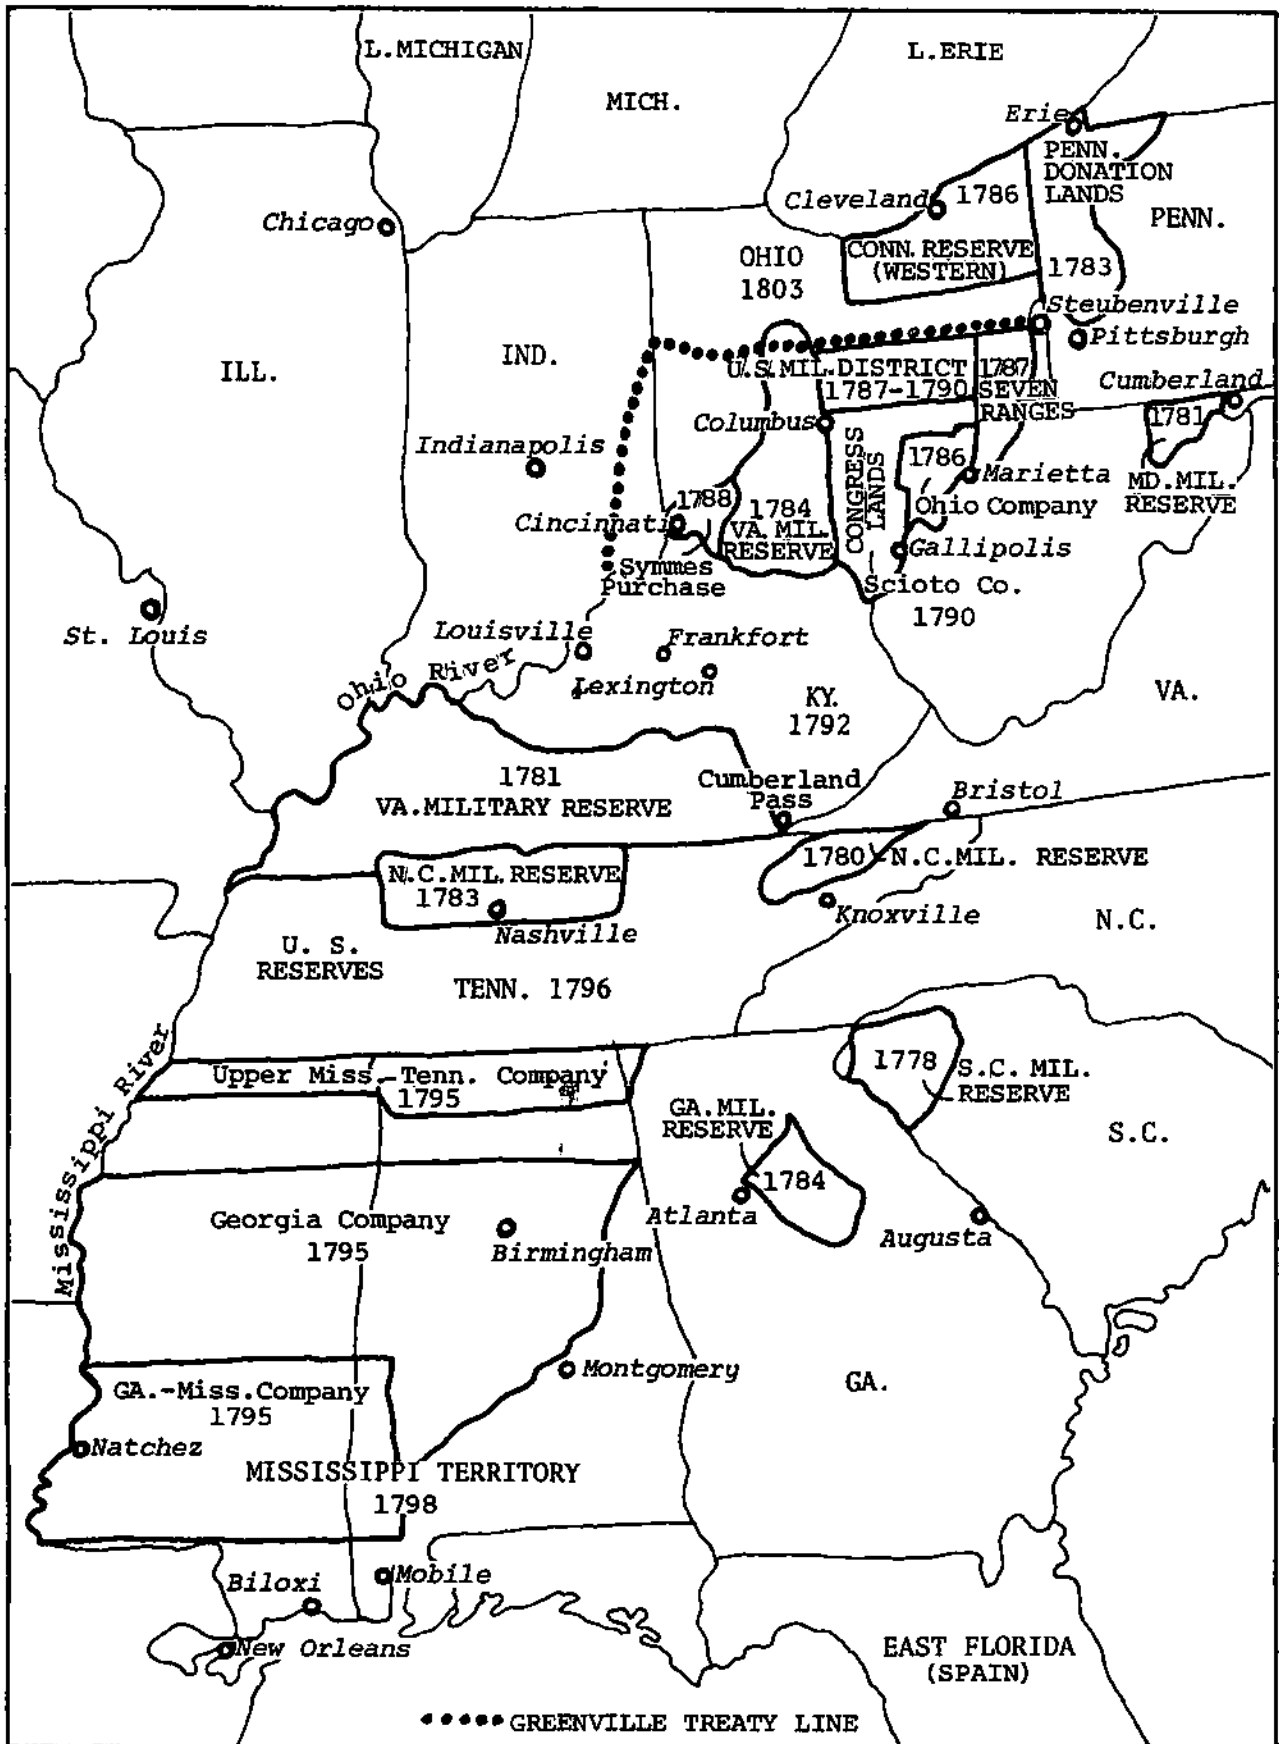 L.MICHIGAN
L.ERIE
MICH.
Erie
PENN.
DONATION
LANDS
Cleveland
1786
PENN.
Chicago
CONN. RESERVE
(WESTERN)
OHIO
1803
1783
Steubenville
Pittsburgh
ILL.
IND.
U.S.MIL.DISTRICT
1787-1790
1787
SEVEN
RANGES
Cumberland
1781
MD.MIL.
RESERVE
Columbus
CONGRESS
LANDS
1786
Marietta
Ohio Company
Indianapolis
1788
1784
VA. MIL.
RESERVE
Cincinnati
Symmes
Purchase
Gallipolis
Scioto Co.
1790
St. Louis
Louisville
Frankfort
Ohio River
Lexington
KY.
1792
VA.
1781
VA.MILITARY RESERVE
Cumberland
Pass
Bristol
1780
N.C.MIL. RESERVE
N.C.MIL. RESERVE
1783
Nashville
Knoxville
N.C.
U. S.
RESERVES
TENN. 1796
Mississippi River
Upper Miss.-Tenn. Company
1795
1778
S.C. MIL.
RESERVE
GA.MIL.
RESERVE
1784
S.C.
Atlanta
Augusta
Georgia Company
1795
Birmingham
Montgomery
GA.
GA.-Miss.Company
1795
Natchez
MISSISSIPPI TERRITORY
1798
Biloxi
Mobile
New Orleans
EAST FLORIDA
(SPAIN)
GREENVILLE TREATY LINE